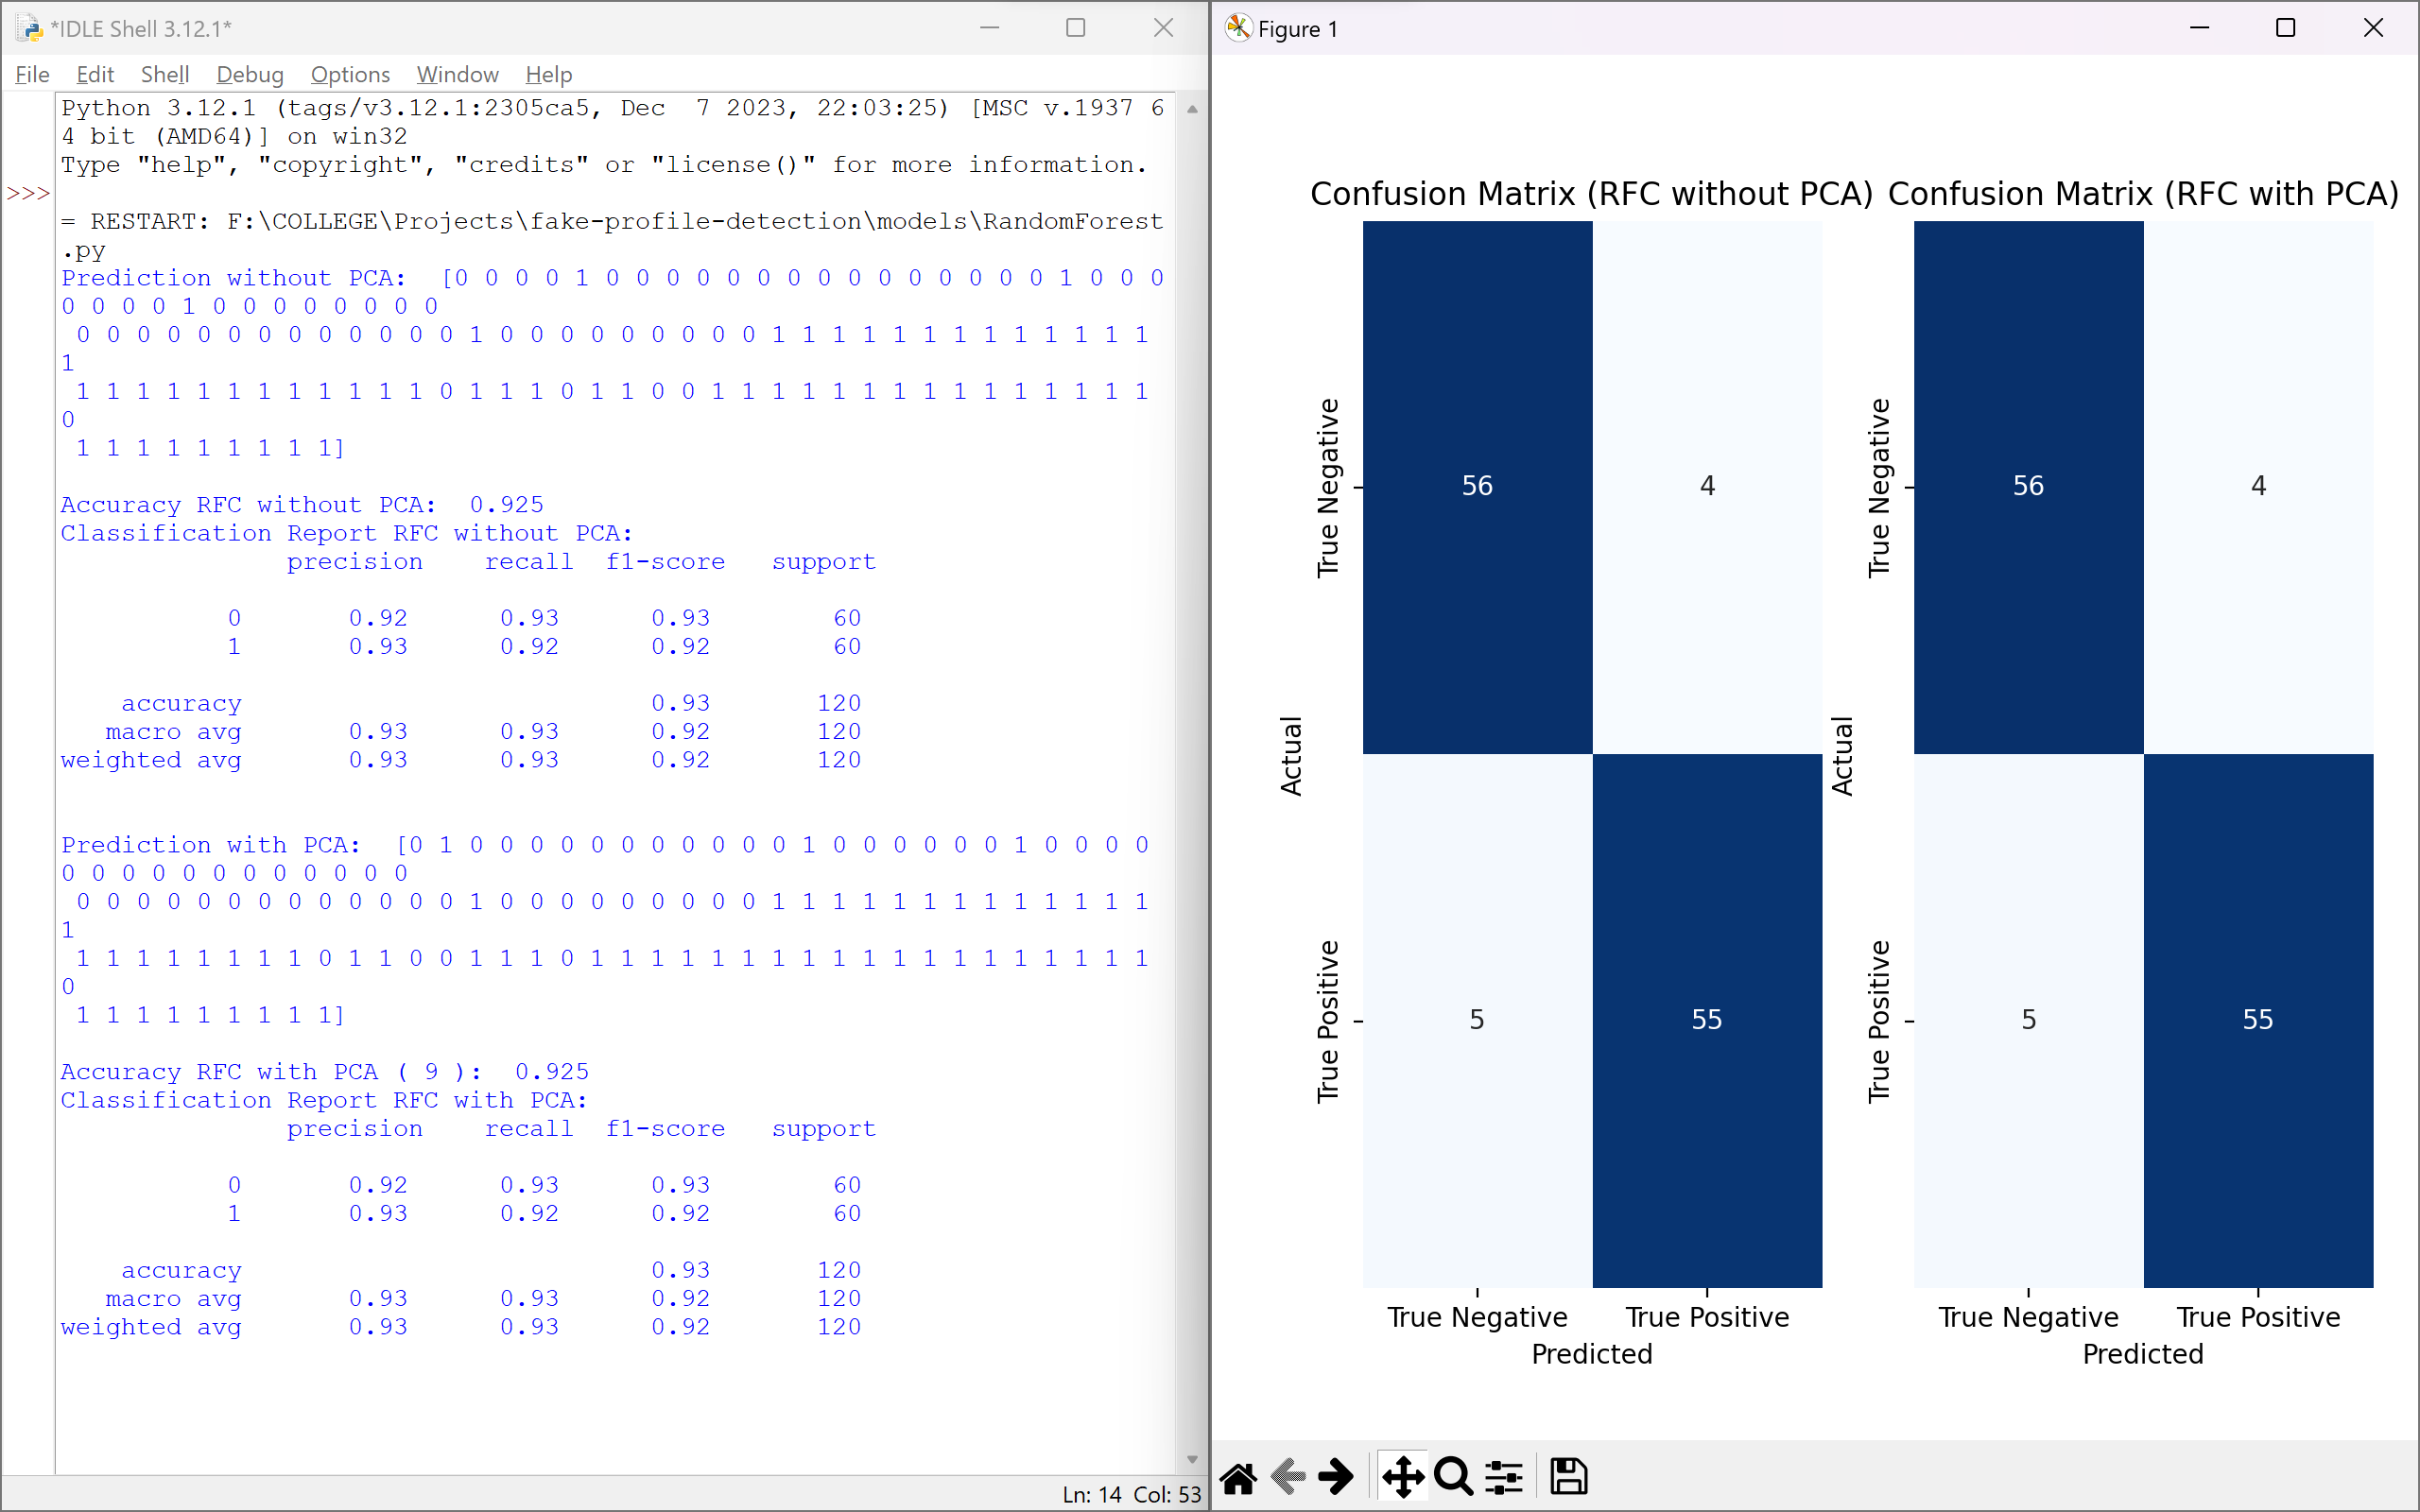 *IDLE Shell 3.12.1*
File Edit Shell Debug Options Window Help
Python 3.12.1 (tags/v3.12.1:2305ca5, Dec  7 2023, 22:03:25) [MSC v.1937 6
4 bit (AMD64)] on win32
Type "help", "copyright", "credits" or "license()" for more information.
>>>
= RESTART: F:\COLLEGE\Projects\fake-profile-detection\models\RandomForest
.py
Prediction without PCA:  [0 0 0 0 1 0 0 0 0 0 0 0 0 0 0 0 0 0 0 0 1 0 0 0
0 0 0 0 1 0 0 0 0 0 0 0 0
0 0 0 0 0 0 0 0 0 0 0 0 0 1 0 0 0 0 0 0 0 0 0 1 1 1 1 1 1 1 1 1 1 1 1 1
1
1 1 1 1 1 1 1 1 1 1 1 1 0 1 1 1 0 1 1 0 0 1 1 1 1 1 1 1 1 1 1 1 1 1 1 1
0
1 1 1 1 1 1 1 1 1]
Accuracy RFC without PCA:  0.925
Classification Report RFC without PCA:
precision recall f1-score support
0 0.92 0.93 0.93 60
1 0.93 0.92 0.92 60
accuracy 0.93 120
macro avg 0.93 0.93 0.92 120
weighted avg 0.93 0.93 0.92 120
Prediction with PCA:  [0 1 0 0 0 0 0 0 0 0 0 0 0 1 0 0 0 0 0 0 1 0 0 0 0
0 0 0 0 0 0 0 0 0 0 0 0
0 0 0 0 0 0 0 0 0 0 0 0 0 1 0 0 0 0 0 0 0 0 0 1 1 1 1 1 1 1 1 1 1 1 1 1
1
1 1 1 1 1 1 1 1 0 1 1 0 0 1 1 1 0 1 1 1 1 1 1 1 1 1 1 1 1 1 1 1 1 1 1 1
0
1 1 1 1 1 1 1 1 1]
Accuracy RFC with PCA ( 9 ):  0.925
Classification Report RFC with PCA:
precision recall f1-score support
0 0.92 0.93 0.93 60
1 0.93 0.92 0.92 60
accuracy 0.93 120
macro avg 0.93 0.93 0.92 120
weighted avg 0.93 0.93 0.92 120
Ln: 14 Col: 53
Figure 1
Confusion Matrix (RFC without PCA)
Actual
True Negative
56 4
True Positive
5 55
True Negative True Positive
Predicted
Confusion Matrix (RFC with PCA)
Actual
True Negative
56 4
True Positive
5 55
True Negative True Positive
Predicted